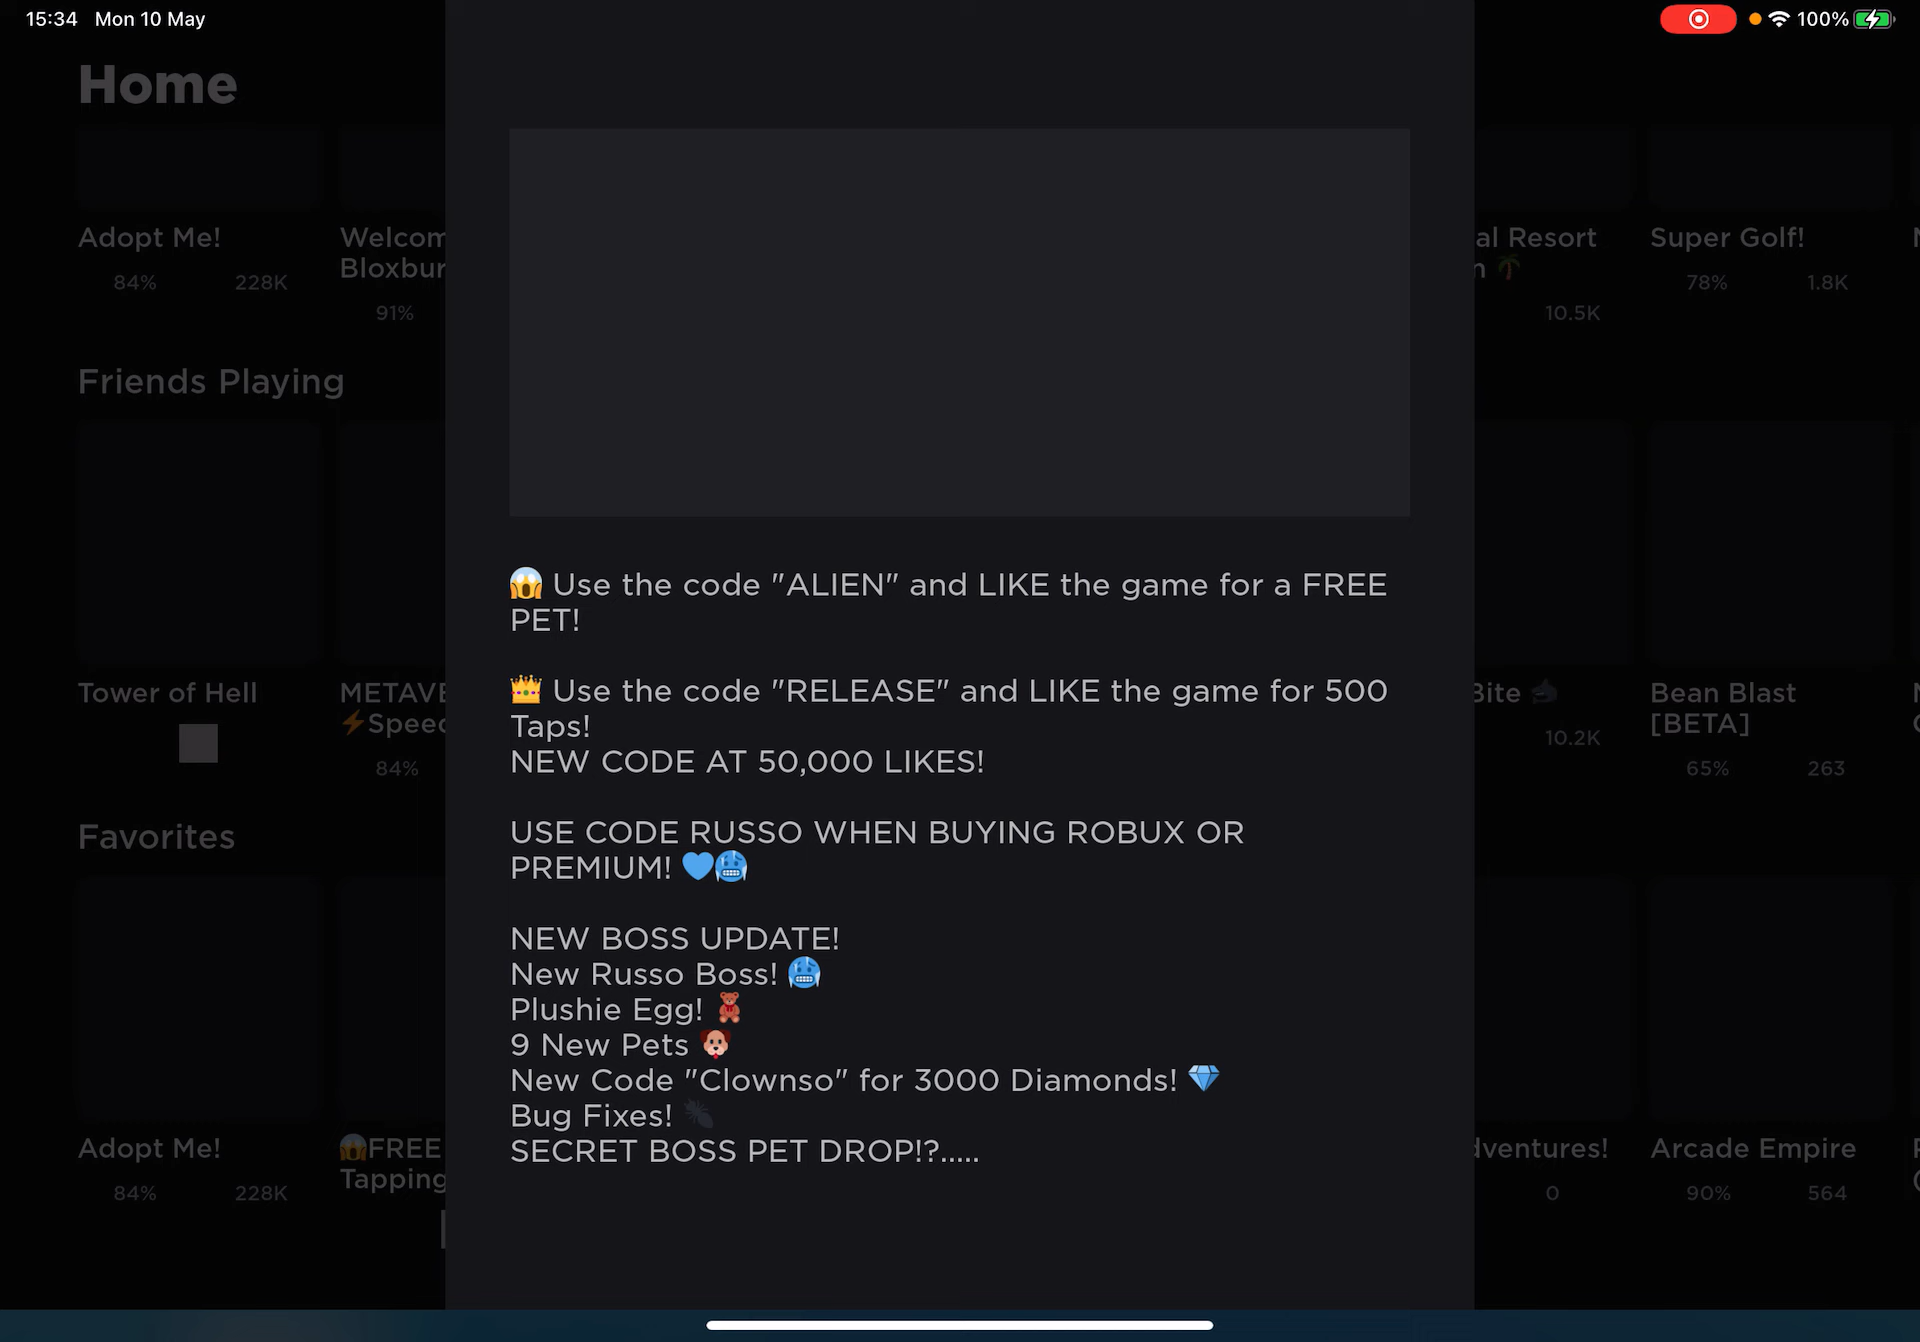 15:34 Mon 10 May
100%
Home
Adopt Me!
84% 228K
91%
al Resort
10.5K
Super Golf!
78% 1.8K
Friends Playing
Tower of Hell
84%
Bite
10.2K
Bean Blast
[BETA]
65% 263
Favorites
Adopt Me!
84% 228K
😱FREE
Tapping
0
Arcade Empire
90% 564
😱 Use the code "ALIEN" and LIKE the game for a FREE
PET!
👑 Use the code "RELEASE" and LIKE the game for 500
Taps!
NEW CODE AT 50,000 LIKES!
USE CODE RUSSO WHEN BUYING ROBUX OR
PREMIUM! 💙🥶
NEW BOSS UPDATE!
New Russo Boss! 🥶
Plushie Egg! 🧸
9 New Pets 🐶
New Code "Clownso" for 3000 Diamonds! 💎
Bug Fixes! 🐜
SECRET BOSS PET DROP!?.....